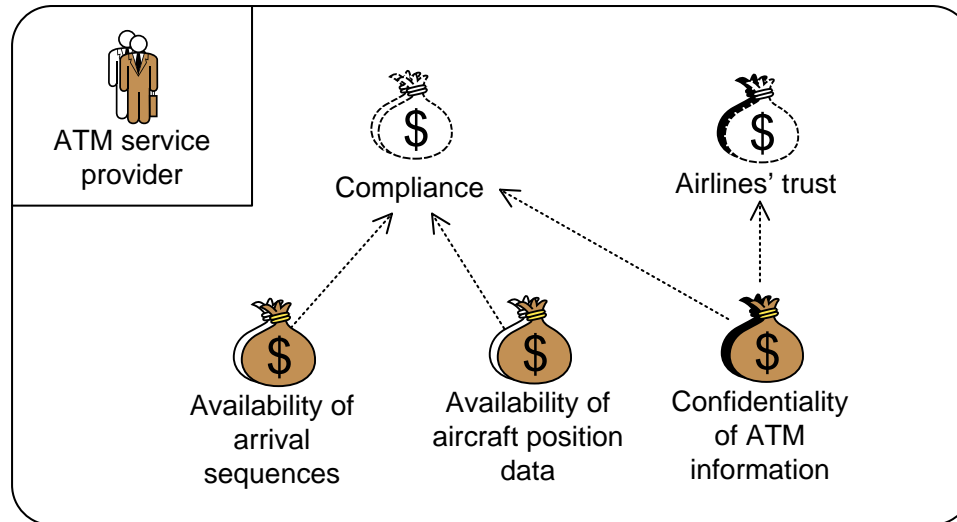 ATM service
provider
$
$
Compliance
Airlines’ trust
$
$
$
Availability of
arrival
sequences
Availability of
aircraft position
data
Confidentiality
of ATM
information